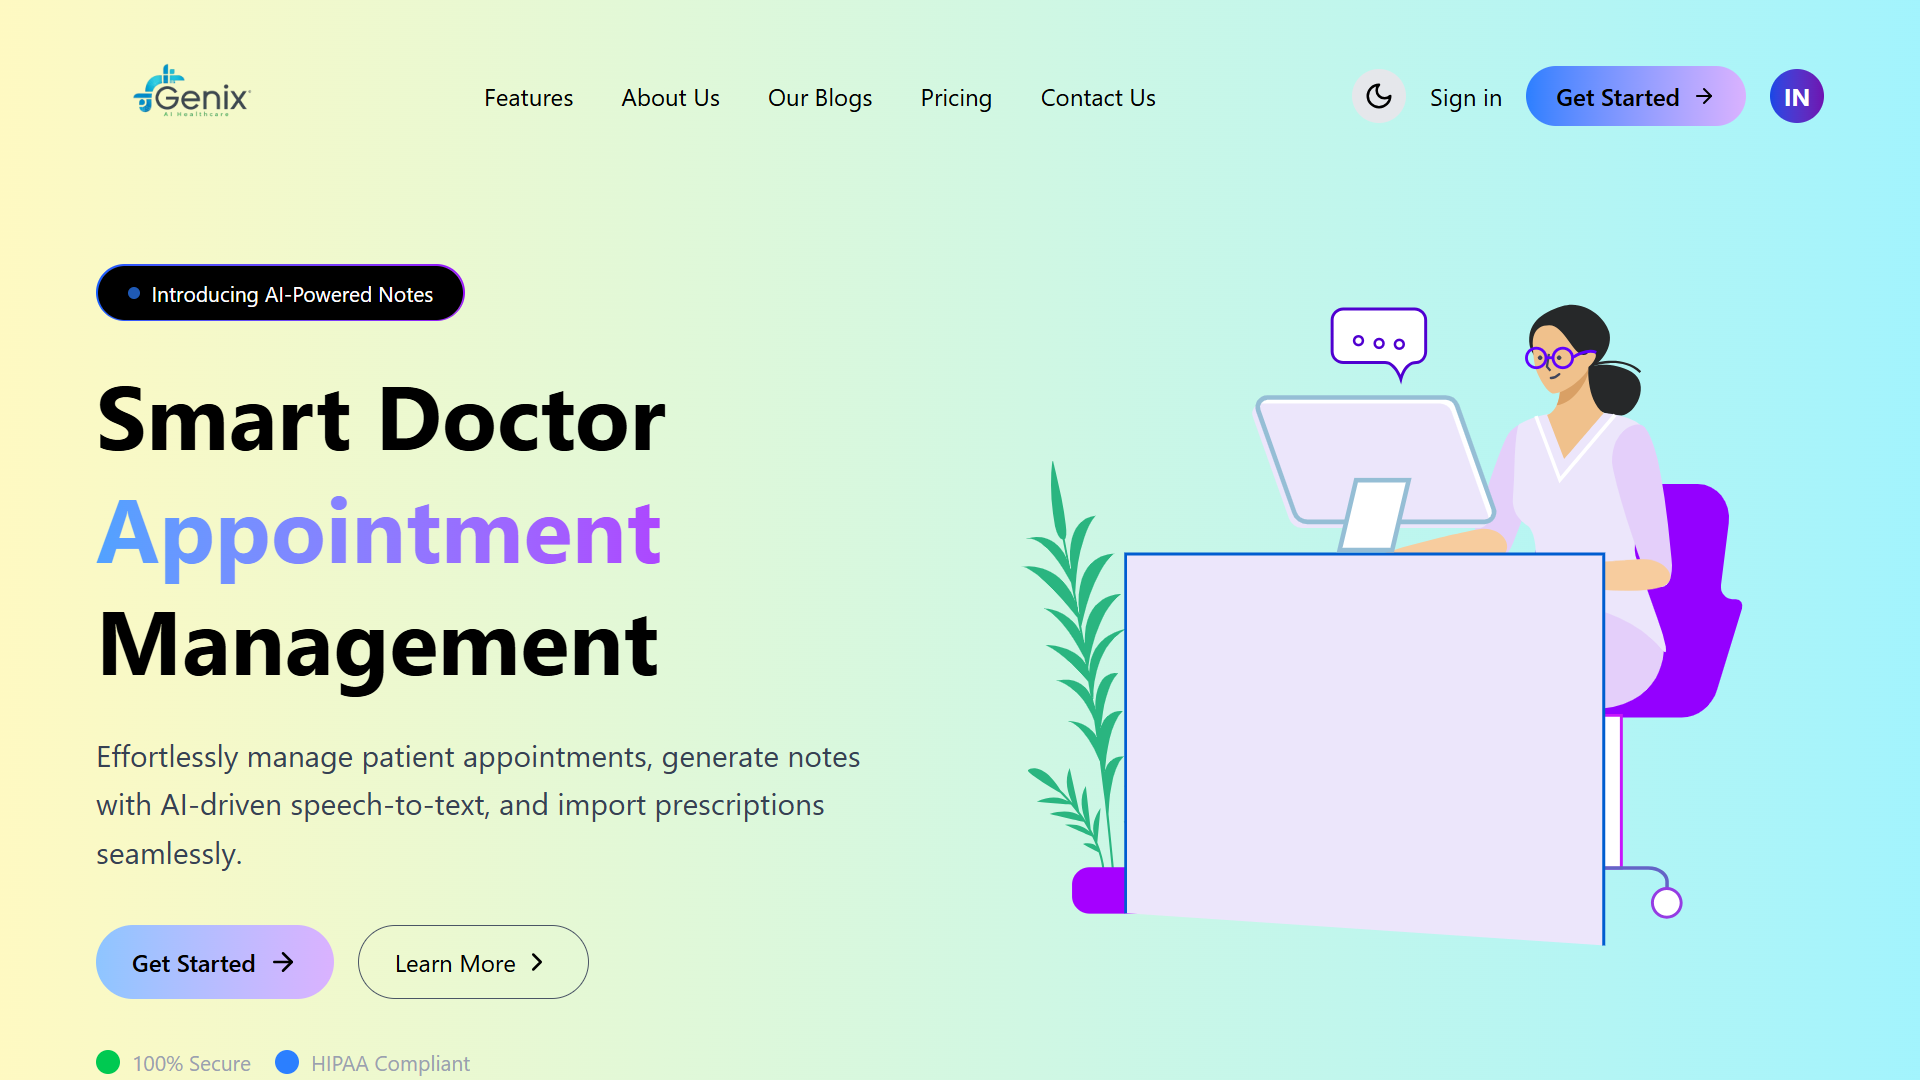 Genix
AI Healthcare
Features
About Us
Our Blogs
Pricing
Contact Us
Sign in
Get Started
IN
Introducing AI-Powered Notes
Smart Doctor
Appointment
Management
Effortlessly manage patient appointments, generate notes
with AI-driven speech-to-text, and import prescriptions
seamlessly.
Get Started
Learn More
100% Secure
HIPAA Compliant